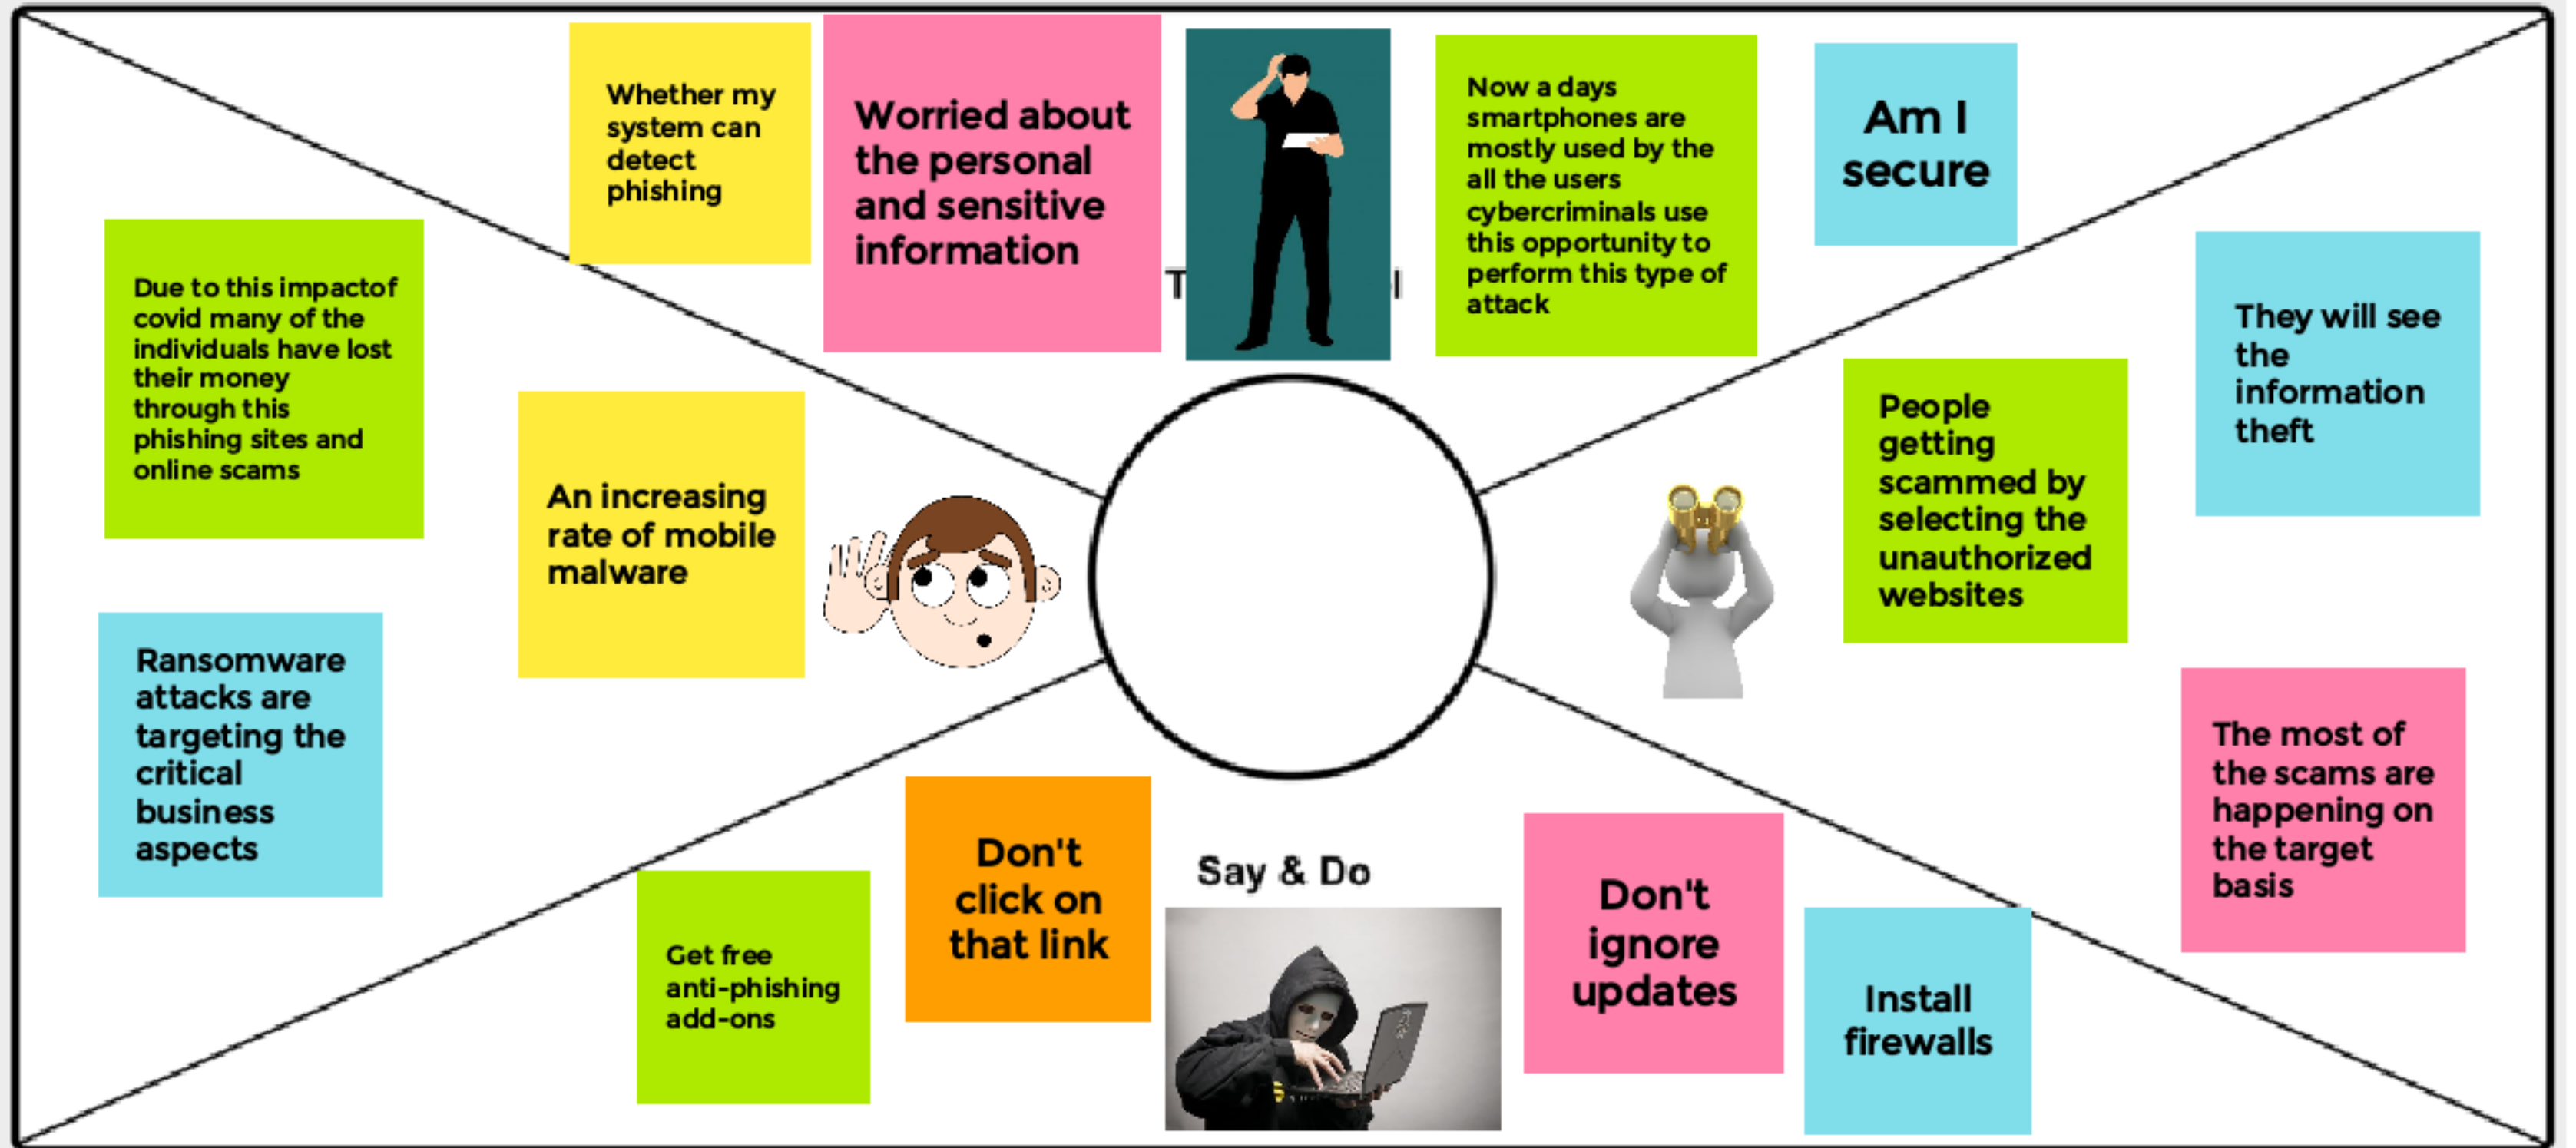 Whether my
system can
detect
phishing
Worried about
the personal
and sensitive
information
Now a days
smartphones are
mostly used by the
all the users
cybercriminals use
this opportunity to
perform this type of
attack
Am I
secure
Due to this impactof
covid many of the
individuals have lost
their money
through this
phishing sites and
online scams
An increasing
rate of mobile
malware
Ransomware
attacks are
targeting the
critical
business
aspects
People
getting
scammed by
selecting the
unauthorized
websites
They will see
the
information
theft
The most of
the scams are
happening on
the target
basis
Say & Do
Get free
anti-phishing
add-ons
Don't
click on
that link
Don't
ignore
updates
Install
firewalls